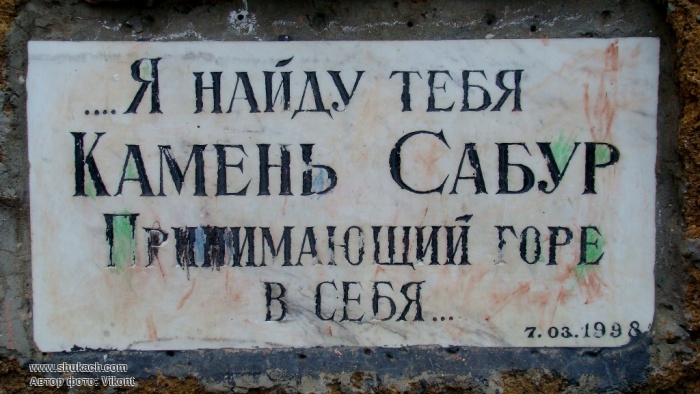 ....Я НАЙДУ ТЕБЯ
КАМЕНЬ САБУР
ПРИНИМАЮЩИЙ ГОРЕ
В СЕБЯ...
7.03.1998
www.shukach.com
Автор фото: Vikont